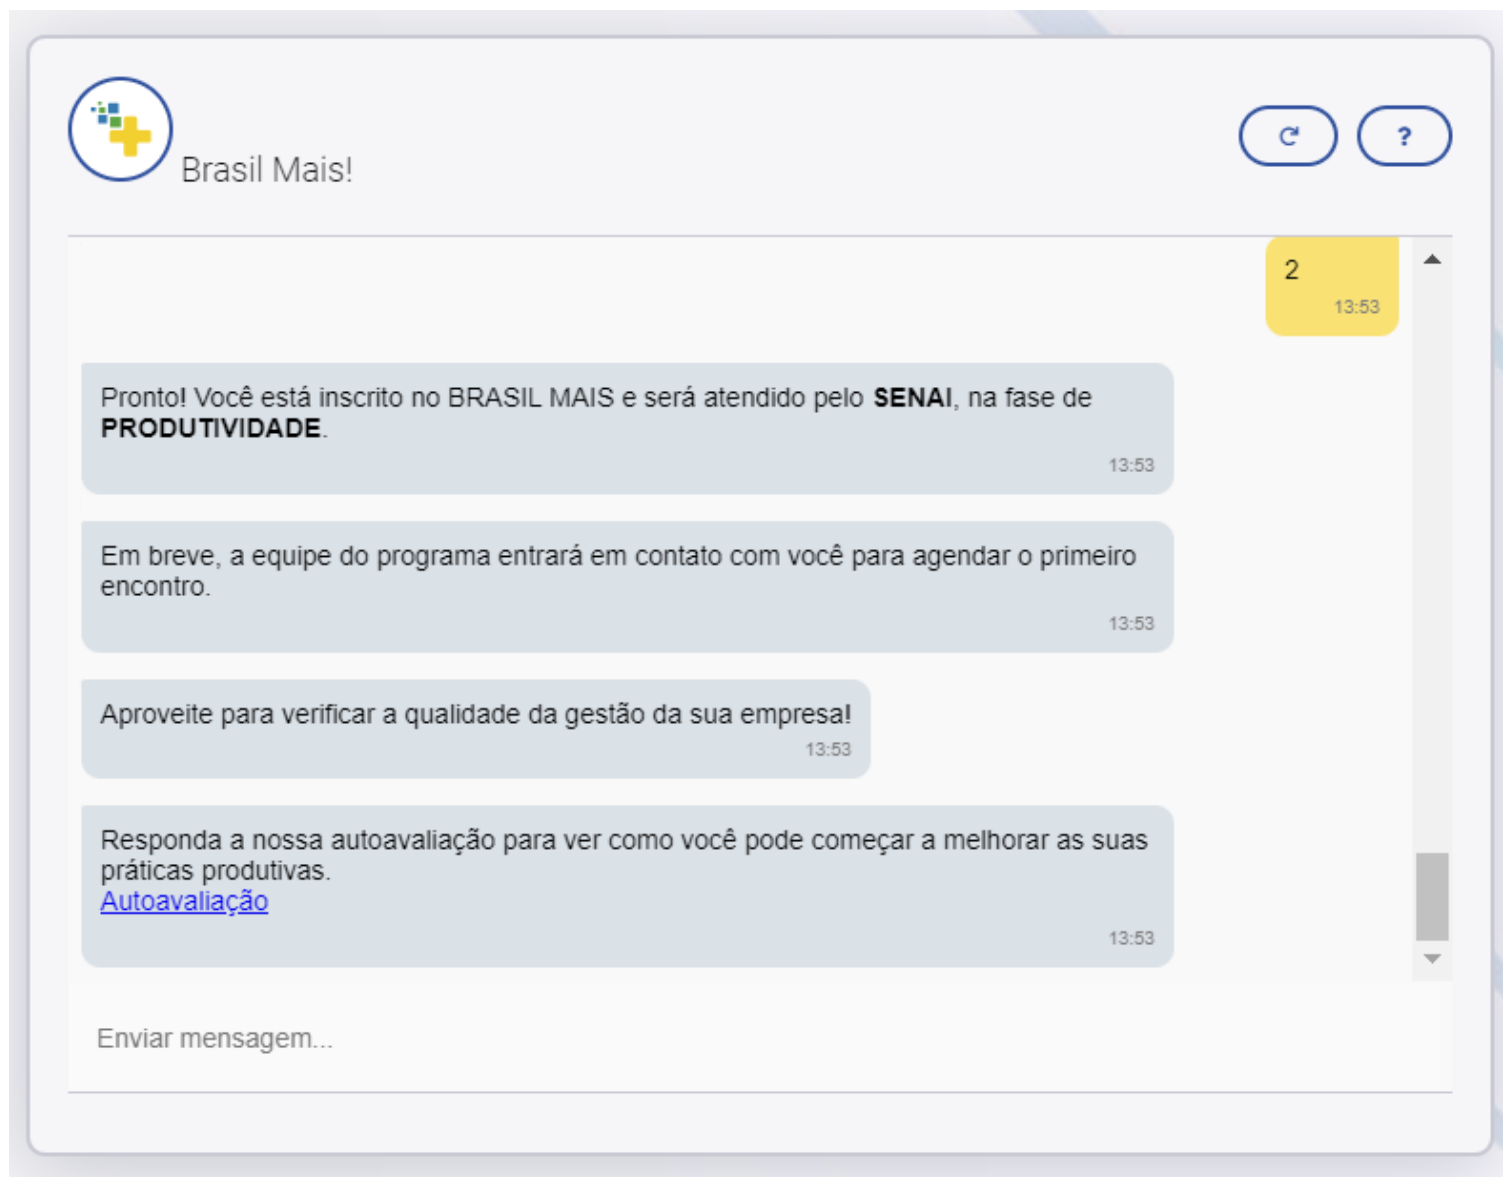 Brasil Mais!
?
2
13:53
Pronto! Você está inscrito no BRASIL MAIS e será atendido pelo SENAI, na fase de
PRODUTIVIDADE.
13:53
Em breve, a equipe do programa entrará em contato com você para agendar o primeiro
encontro.
13:53
Aproveite para verificar a qualidade da gestão da sua empresa!
13:53
Responda a nossa autoavaliação para ver como você pode começar a melhorar as suas
práticas produtivas.
Autoavaliação
13:53
Enviar mensagem...